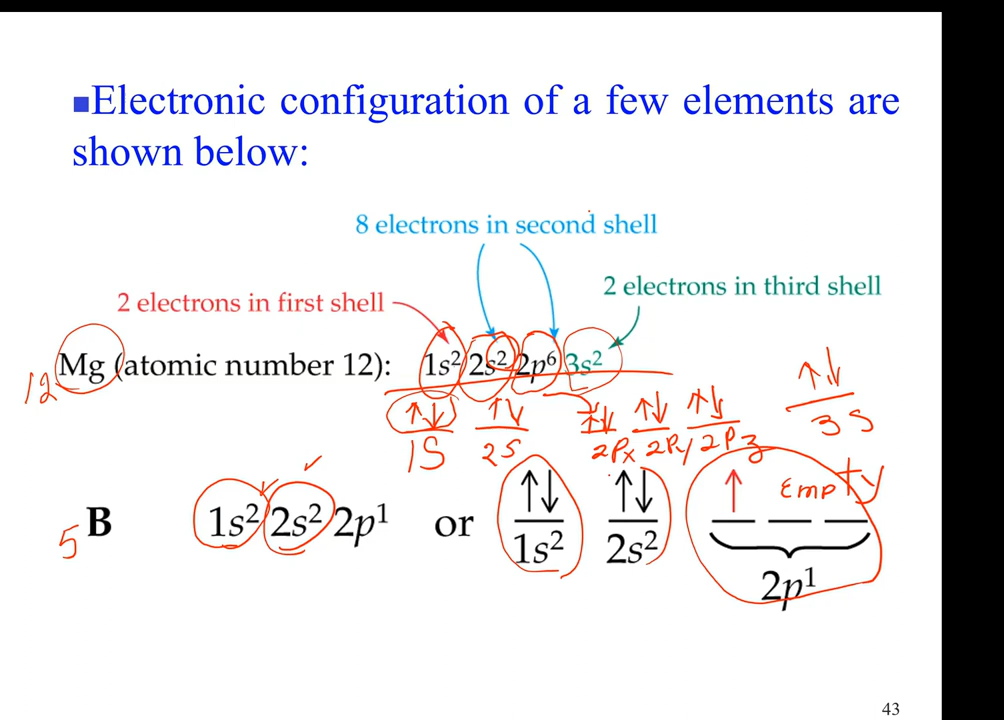 ■Electronic configuration of a few elements are
shown below:
8 electrons in second shell
2 electrons in first shell
2 electrons in third shell
12 Mg (atomic number 12): 1s² 2s² 2p⁶ 3s²
↑↓ ↑↓ ↑↓ ↑↓ ↑↓ ↑↓
1S 2S 2Px 2Py 2Pz 3S
↑↓ ↑↓ ↑ Empty
5 B 1s² 2s² 2p¹ or 1s² 2s² 2p¹
43